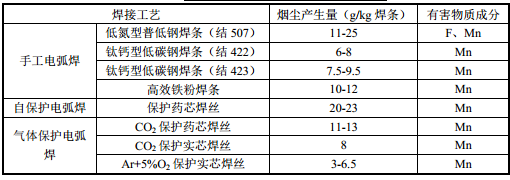 焊接工艺 烟尘产生量（g/kg 焊条） 有害物质成分
手工电弧焊 低氮型普低钢焊条（结 507） 11-25 F、Mn
钛钙型低碳钢焊条（结 422） 6-8 Mn
钛钙型低碳钢焊条（结 423） 7.5-9.5 Mn
高效铁粉焊条 10-12 Mn
自保护电弧焊 保护药芯焊丝 20-23 Mn
气体保护电弧焊 CO₂ 保护药芯焊丝 11-13 Mn
CO₂ 保护实芯焊丝 8 Mn
Ar+5%O₂ 保护实芯焊丝 3-6.5 Mn